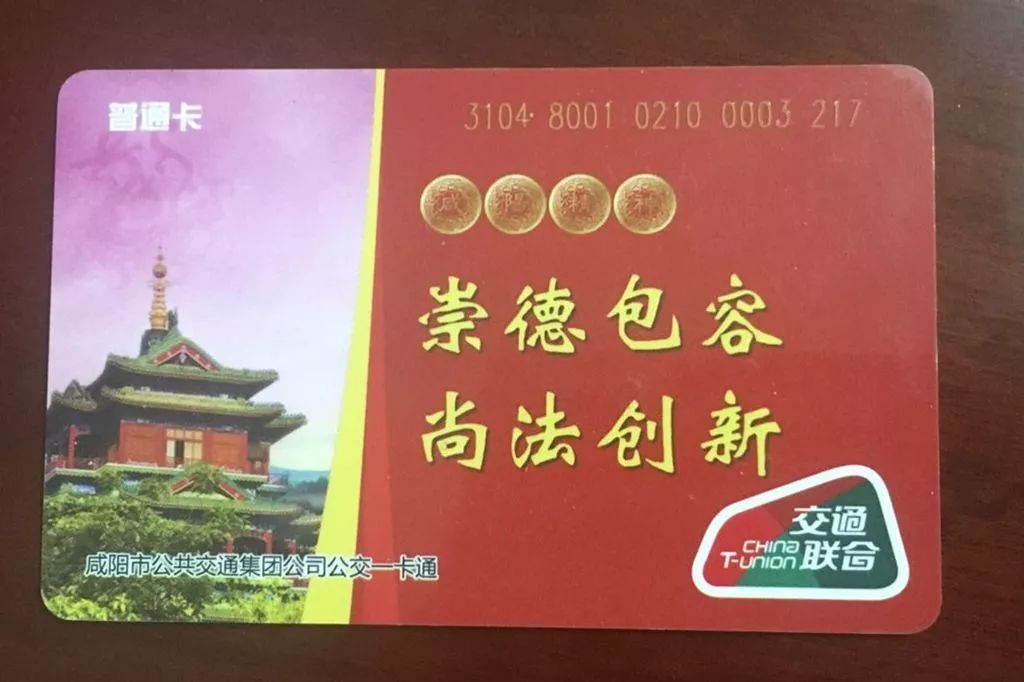 普通卡
3104 8001 0210 0003 217
咸陽精神
崇德包容
尚法创新
交通
联合
CHINA
T-UNION
咸阳市公共交通集团公司公交一卡通